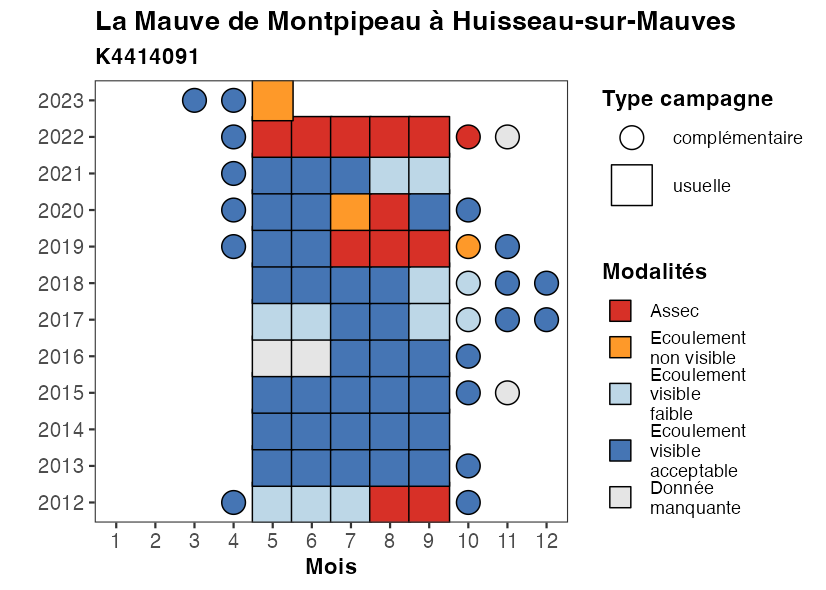 La Mauve de Montpipeau à Huisseau-sur-Mauves
K4414091
2023
2022
2021
2020
2019
2018
2017
2016
2015
2014
2013
2012
1 2 3 4 5 6 7 8 9 10 11 12
Mois
Type campagne
complémentaire
usuelle
Modalités
Assec
Ecoulement
non visible
Ecoulement
visible
faible
Ecoulement
visible
acceptable
Donnée
manquante